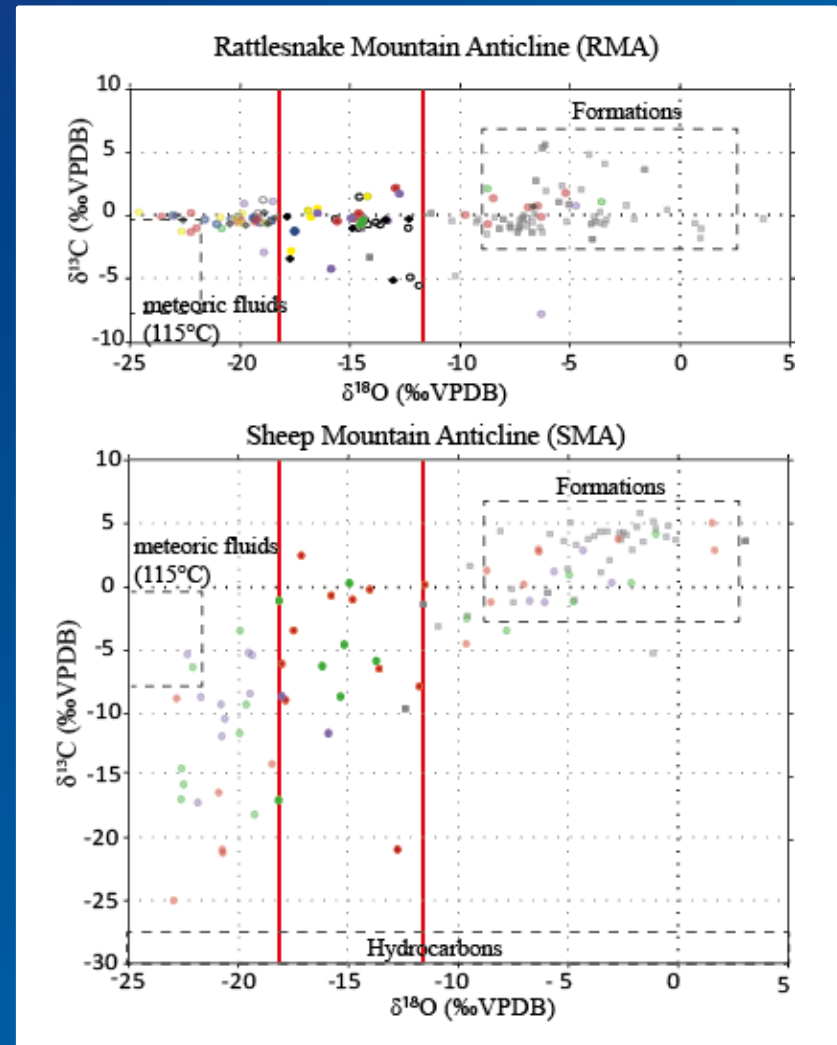 Rattlesnake Mountain Anticline (RMA)
10
Formations
5
0
-5
meteoric fluids
(115°C)
-10
δ¹³C (‰VPDB)
-25
-20
-15
-10
-5
0
5
δ¹⁸O (‰VPDB)
Sheep Mountain Anticline (SMA)
10
Formations
5
meteoric fluids
(115°C)
0
-5
-10
-15
-20
-25
Hydrocarbons
-30
δ¹³C (‰VPDB)
-25
-20
-15
-10
- 5
0
5
δ¹⁸O (‰VPDB)